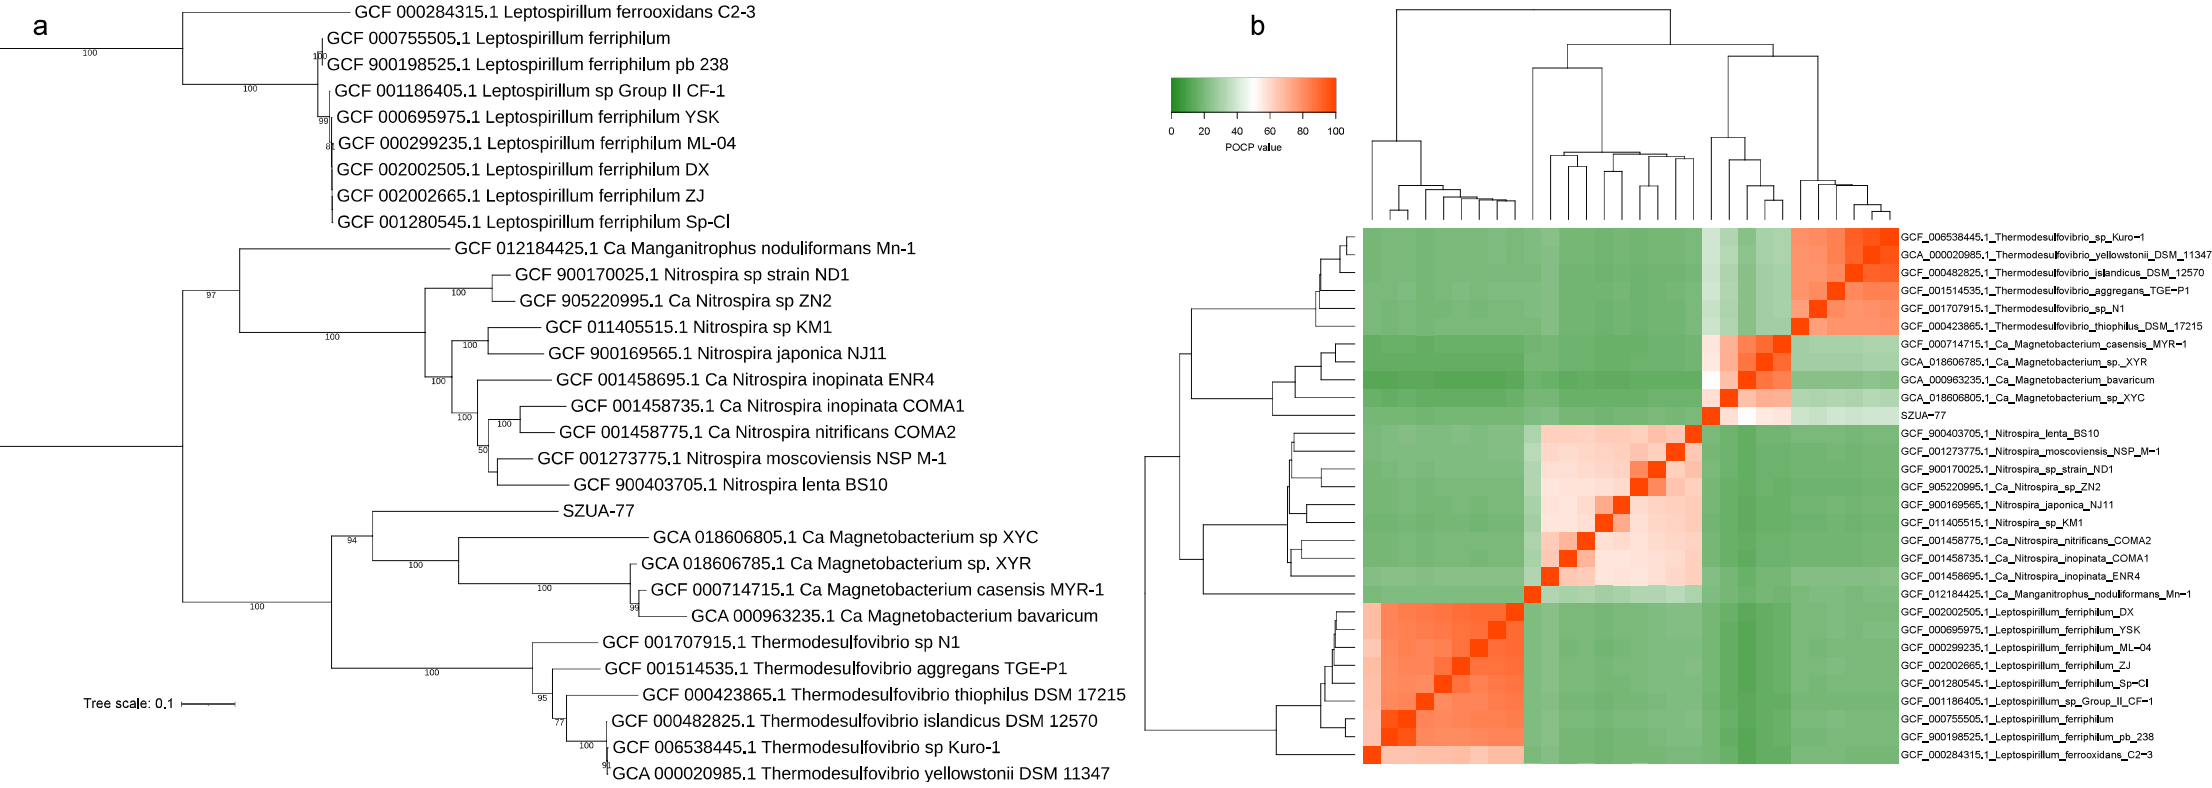 a
GCF 000284315.1 Leptospirillum ferrooxidans C2-3
GCF 000755505.1 Leptospirillum ferriphilum
100
100
GCF 900198525.1 Leptospirillum ferriphilum pb 238
100
GCF 001186405.1 Leptospirillum sp Group II CF-1
GCF 000695975.1 Leptospirillum ferriphilum YSK
99
GCF 000299235.1 Leptospirillum ferriphilum ML-04
81
GCF 002002505.1 Leptospirillum ferriphilum DX
GCF 002002665.1 Leptospirillum ferriphilum ZJ
GCF 001280545.1 Leptospirillum ferriphilum Sp-Cl
GCF 012184425.1 Ca Manganitrophus noduliformans Mn-1
GCF 900170025.1 Nitrospira sp strain ND1
97
100
GCF 905220995.1 Ca Nitrospira sp ZN2
GCF 011405515.1 Nitrospira sp KM1
100
100
GCF 900169565.1 Nitrospira japonica NJ11
100
GCF 001458695.1 Ca Nitrospira inopinata ENR4
GCF 001458735.1 Ca Nitrospira inopinata COMA1
100
100
GCF 001458775.1 Ca Nitrospira nitrificans COMA2
50
GCF 001273775.1 Nitrospira moscoviensis NSP M-1
GCF 900403705.1 Nitrospira lenta BS10
SZUA-77
94
GCA 018606805.1 Ca Magnetobacterium sp XYC
100
GCA 018606785.1 Ca Magnetobacterium sp. XYR
100
GCF 000714715.1 Ca Magnetobacterium casensis MYR-1
99
100
GCA 000963235.1 Ca Magnetobacterium bavaricum
GCF 001707915.1 Thermodesulfovibrio sp N1
100
GCF 001514535.1 Thermodesulfovibrio aggregans TGE-P1
95
GCF 000423865.1 Thermodesulfovibrio thiophilus DSM 17215
Tree scale: 0.1
77
GCF 000482825.1 Thermodesulfovibrio islandicus DSM 12570
100
GCF 006538445.1 Thermodesulfovibrio sp Kuro-1
91
GCA 000020985.1 Thermodesulfovibrio yellowstonii DSM 11347
b
0 20 40 60 80 100
POCP value
GCF_006538445.1_Thermodesulfovibrio_sp_Kuro-1
GCA_000020985.1_Thermodesulfovibrio_yellowstonii_DSM_11347
GCF_000482825.1_Thermodesulfovibrio_islandicus_DSM_12570
GCF_001514535.1_Thermodesulfovibrio_aggregans_TGE-P1
GCF_001707915.1_Thermodesulfovibrio_sp_N1
GCF_000423865.1_Thermodesulfovibrio_thiophilus_DSM_17215
GCF_000714715.1_Ca_Magnetobacterium_casensis_MYR-1
GCA_018606785.1_Ca_Magnetobacterium_sp._XYR
GCA_000963235.1_Ca_Magnetobacterium_bavaricum
GCA_018606805.1_Ca_Magnetobacterium_sp_XYC
SZUA-77
GCF_900403705.1_Nitrospira_lenta_BS10
GCF_001273775.1_Nitrospira_moscoviensis_NSP_M-1
GCF_900170025.1_Nitrospira_sp_strain_ND1
GCF_905220995.1_Ca_Nitrospira_sp_ZN2
GCF_900169565.1_Nitrospira_japonica_NJ11
GCF_011405515.1_Nitrospira_sp_KM1
GCF_001458775.1_Ca_Nitrospira_nitrificans_COMA2
GCF_001458735.1_Ca_Nitrospira_inopinata_COMA1
GCF_001458695.1_Ca_Nitrospira_inopinata_ENR4
GCF_012184425.1_Ca_Manganitrophus_noduliformans_Mn-1
GCF_002002505.1_Leptospirillum_ferriphilum_DX
GCF_000695975.1_Leptospirillum_ferriphilum_YSK
GCF_000299235.1_Leptospirillum_ferriphilum_ML-04
GCF_002002665.1_Leptospirillum_ferriphilum_ZJ
GCF_001280545.1_Leptospirillum_ferriphilum_Sp-Cl
GCF_001186405.1_Leptospirillum_sp_Group_II_CF-1
GCF_000755505.1_Leptospirillum_ferriphilum
GCF_900198525.1_Leptospirillum_ferriphilum_pb_238
GCF_000284315.1_Leptospirillum_ferrooxidans_C2-3